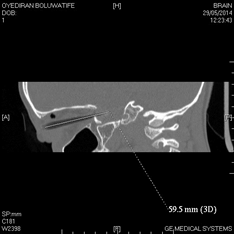 OYEDIRAN BOLUWATIFE
DOB:
1
[H]
BRAIN
29/05/2014
12:23:43
[A]
[P]
59.5 mm (3D)
SP:mm
C181
W2398
GE MEDICAL SYSTEMS